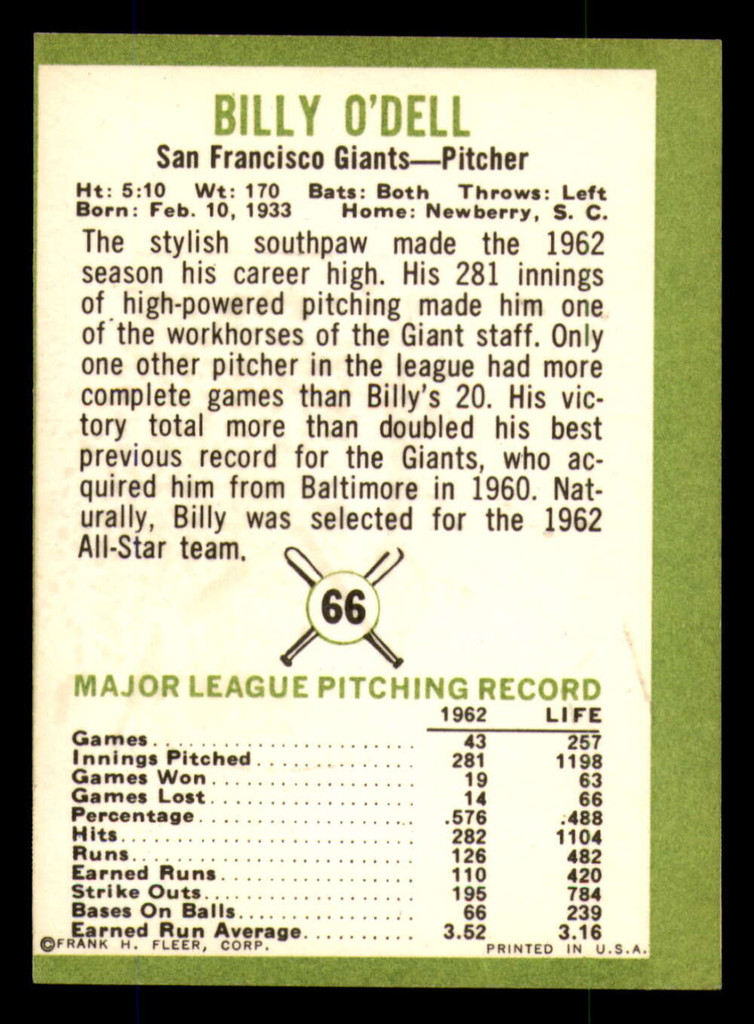 BILLY O'DELL
San Francisco Giants—Pitcher
Ht: 5:10 Wt: 170 Bats: Both Throws: Left
Born: Feb. 10, 1933 Home: Newberry, S. C.
The stylish southpaw made the 1962
season his career high. His 281 innings
of high-powered pitching made him one
of the workhorses of the Giant staff. Only
one other pitcher in the league had more
complete games than Billy's 20. His vic-
tory total more than doubled his best
previous record for the Giants, who ac-
quired him from Baltimore in 1960. Nat-
urally, Billy was selected for the 1962
All-Star team.
66
MAJOR LEAGUE PITCHING RECORD
1962 LIFE
Games 43 257
Innings Pitched 281 1198
Games Won 19 63
Games Lost 14 66
Percentage .576 .488
Hits 282 1104
Runs 126 482
Earned Runs 110 420
Strike Outs 195 784
Bases On Balls 66 239
Earned Run Average 3.52 3.16
©FRANK H. FLEER, CORP. PRINTED IN U.S.A.